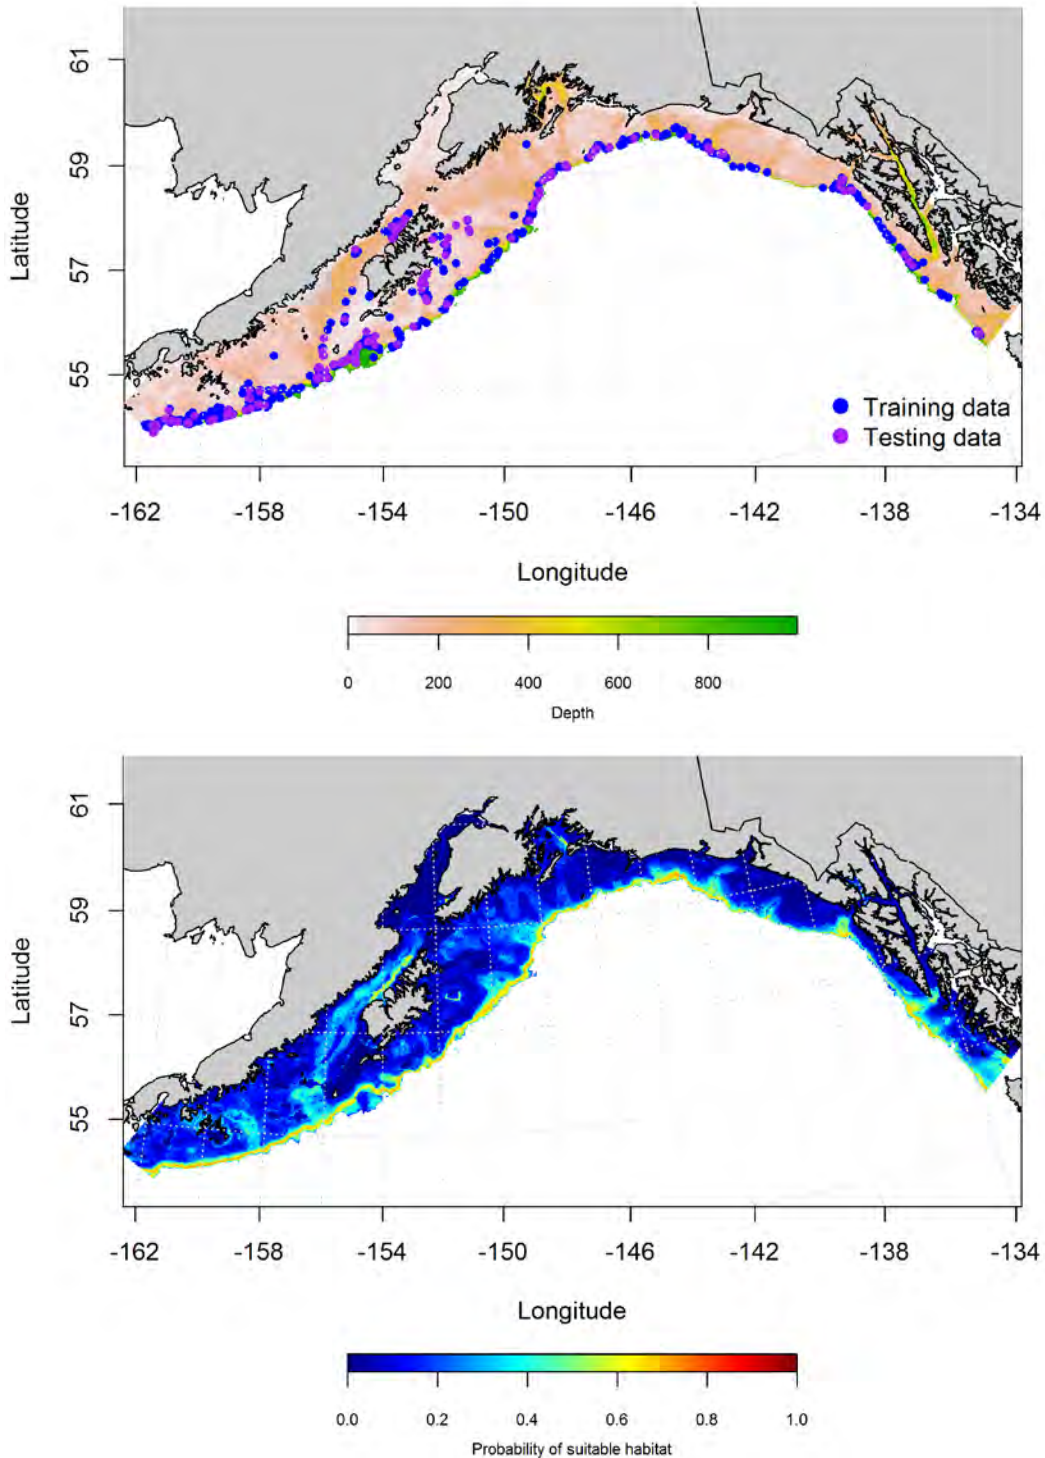 61
59
57
55
Latitude
Training data
Testing data
-162 -158 -154 -150 -146 -142 -138 -134
Longitude
0 200 400 600 800
Depth
61
59
57
55
Latitude
-162 -158 -154 -150 -146 -142 -138 -134
Longitude
0.0 0.2 0.4 0.6 0.8 1.0
Probability of suitable habitat